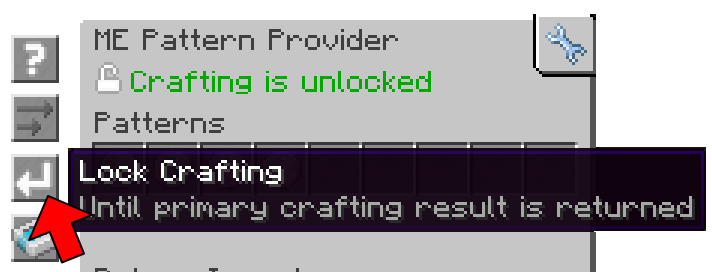 ME Pattern Provider
Crafting is unlocked
Patterns
Lock Crafting
Until primary crafting result is returned